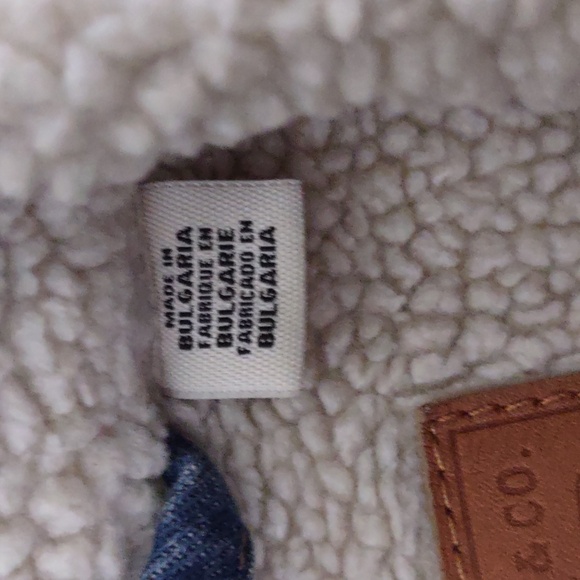 MADE IN
BULGARIA
FABRIQUE EN
BULGARIE
FABRICADO EN
BULGARIA
& CO.